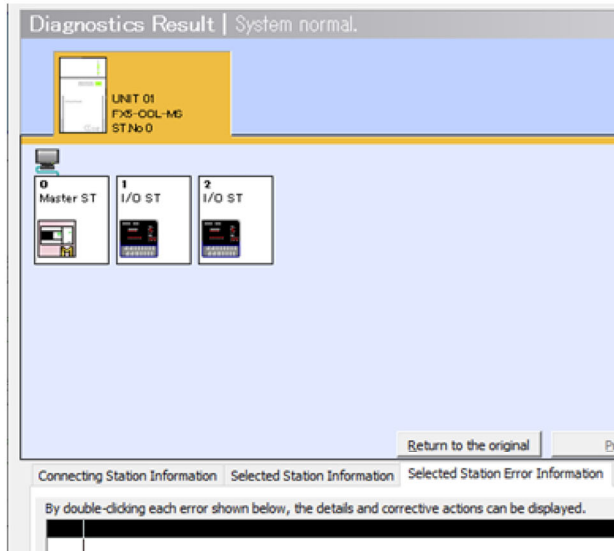 Diagnostics Result | System normal.
UNIT 01
FX5-CCL-MS
ST.No 0
0
Master ST
1
I/O ST
2
I/O ST
Return to the original
Connecting Station Information
Selected Station Information
Selected Station Error Information
By double-clicking each error shown below, the details and corrective actions can be displayed.